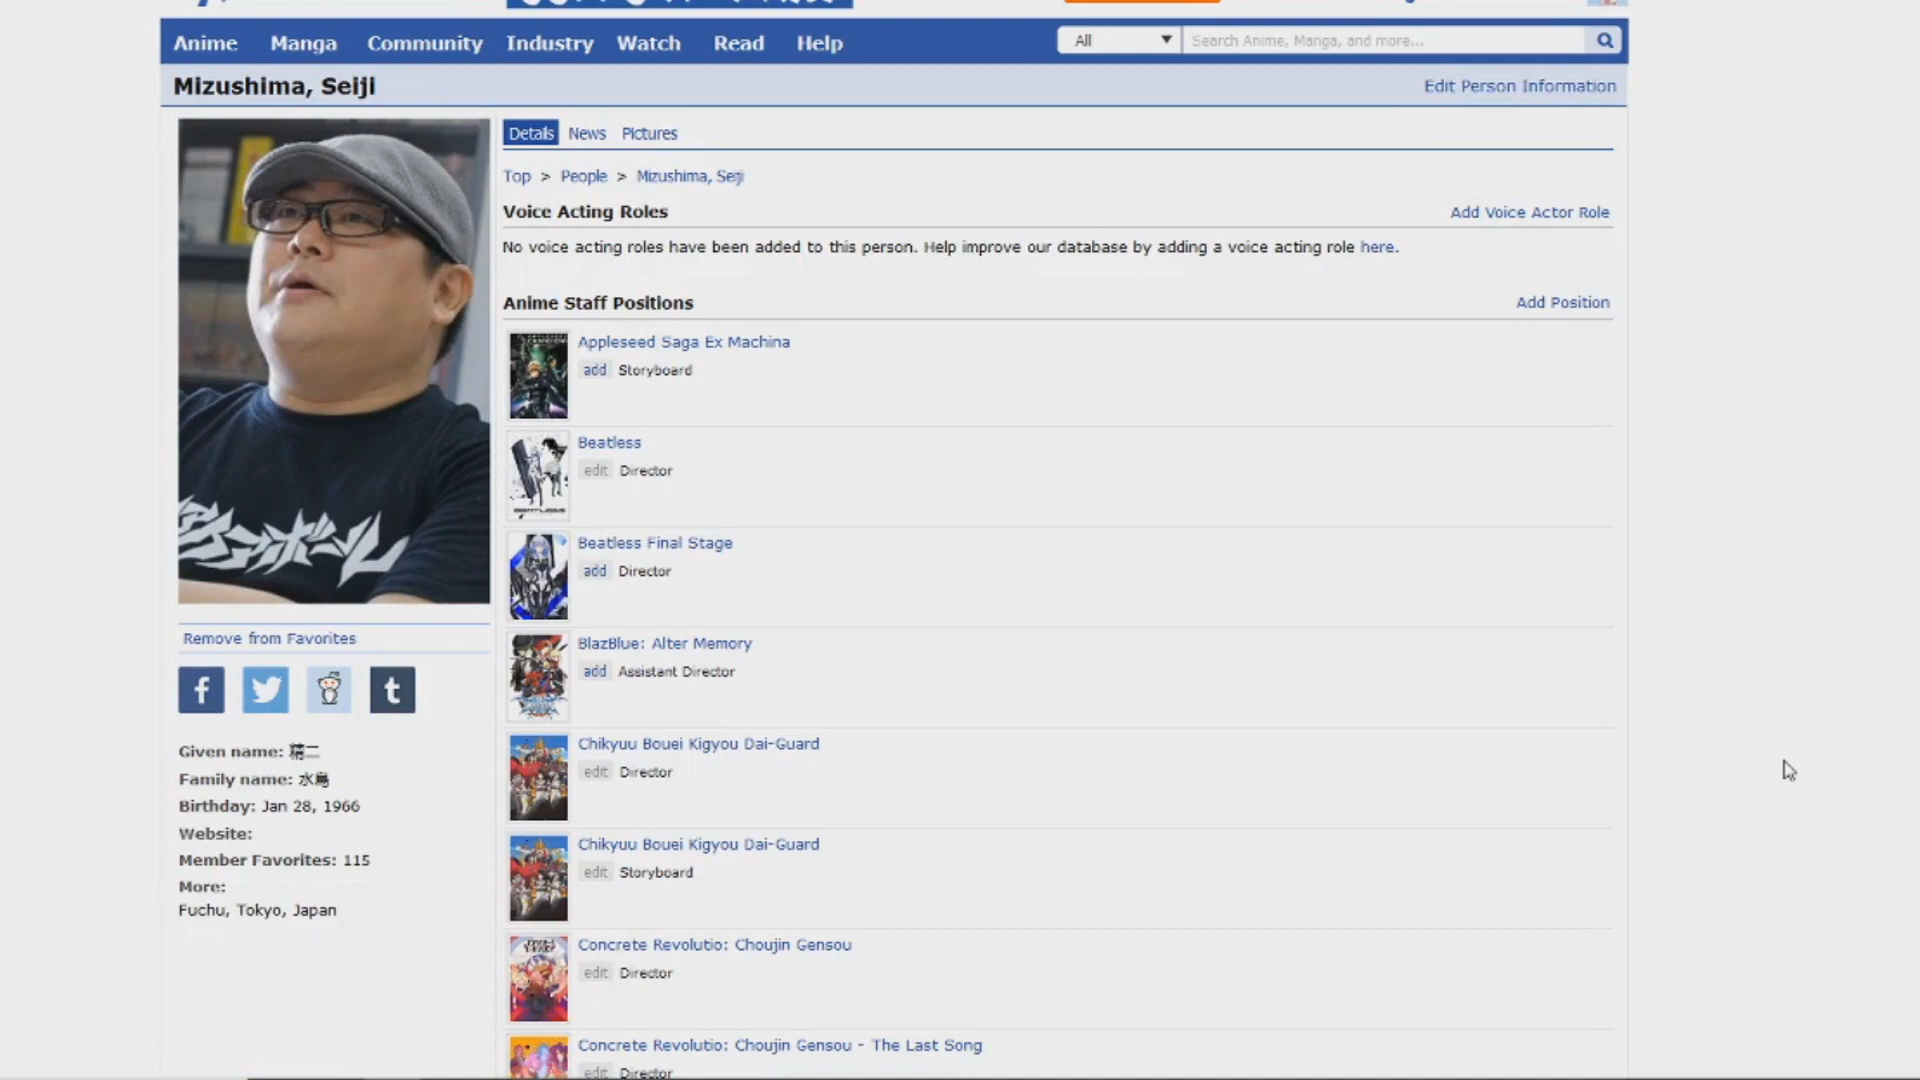 Anime Manga Community Industry Watch Read Help
All
Search Anime, Manga, and more...
Mizushima, Seiji
Edit Person Information
Details News Pictures
Top > People > Mizushima, Seiji
Voice Acting Roles
Add Voice Actor Role
No voice acting roles have been added to this person. Help improve our database by adding a voice acting role here.
Anime Staff Positions
Add Position
Appleseed Saga Ex Machina
add Storyboard
Beatless
edit Director
Beatless Final Stage
add Director
BlazBlue: Alter Memory
add Assistant Director
Chikyuu Bouei Kigyou Dai-Guard
edit Director
Chikyuu Bouei Kigyou Dai-Guard
edit Storyboard
Concrete Revolutio: Choujin Gensou
edit Director
Concrete Revolutio: Choujin Gensou - The Last Song
edit Director
Remove from Favorites
Given name: 精二
Family name: 水島
Birthday: Jan 28, 1966
Website:
Member Favorites: 115
More:
Fuchu, Tokyo, Japan